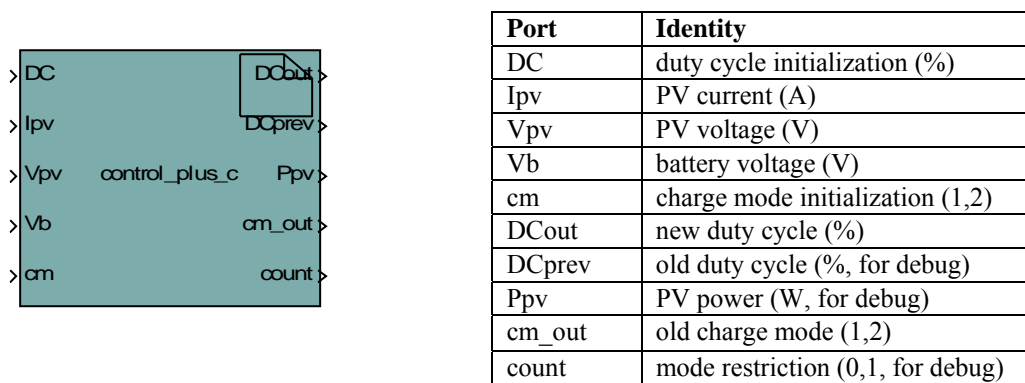 DC DCout
Ipv DCprev
Vpv control_plus_c Ppv
Vb cm_out
cm count
Port Identity
DC duty cycle initialization (%)
Ipv PV current (A)
Vpv PV voltage (V)
Vb battery voltage (V)
cm charge mode initialization (1,2)
DCout new duty cycle (%)
DCprev old duty cycle (%, for debug)
Ppv PV power (W, for debug)
cm_out old charge mode (1,2)
count mode restriction (0,1, for debug)